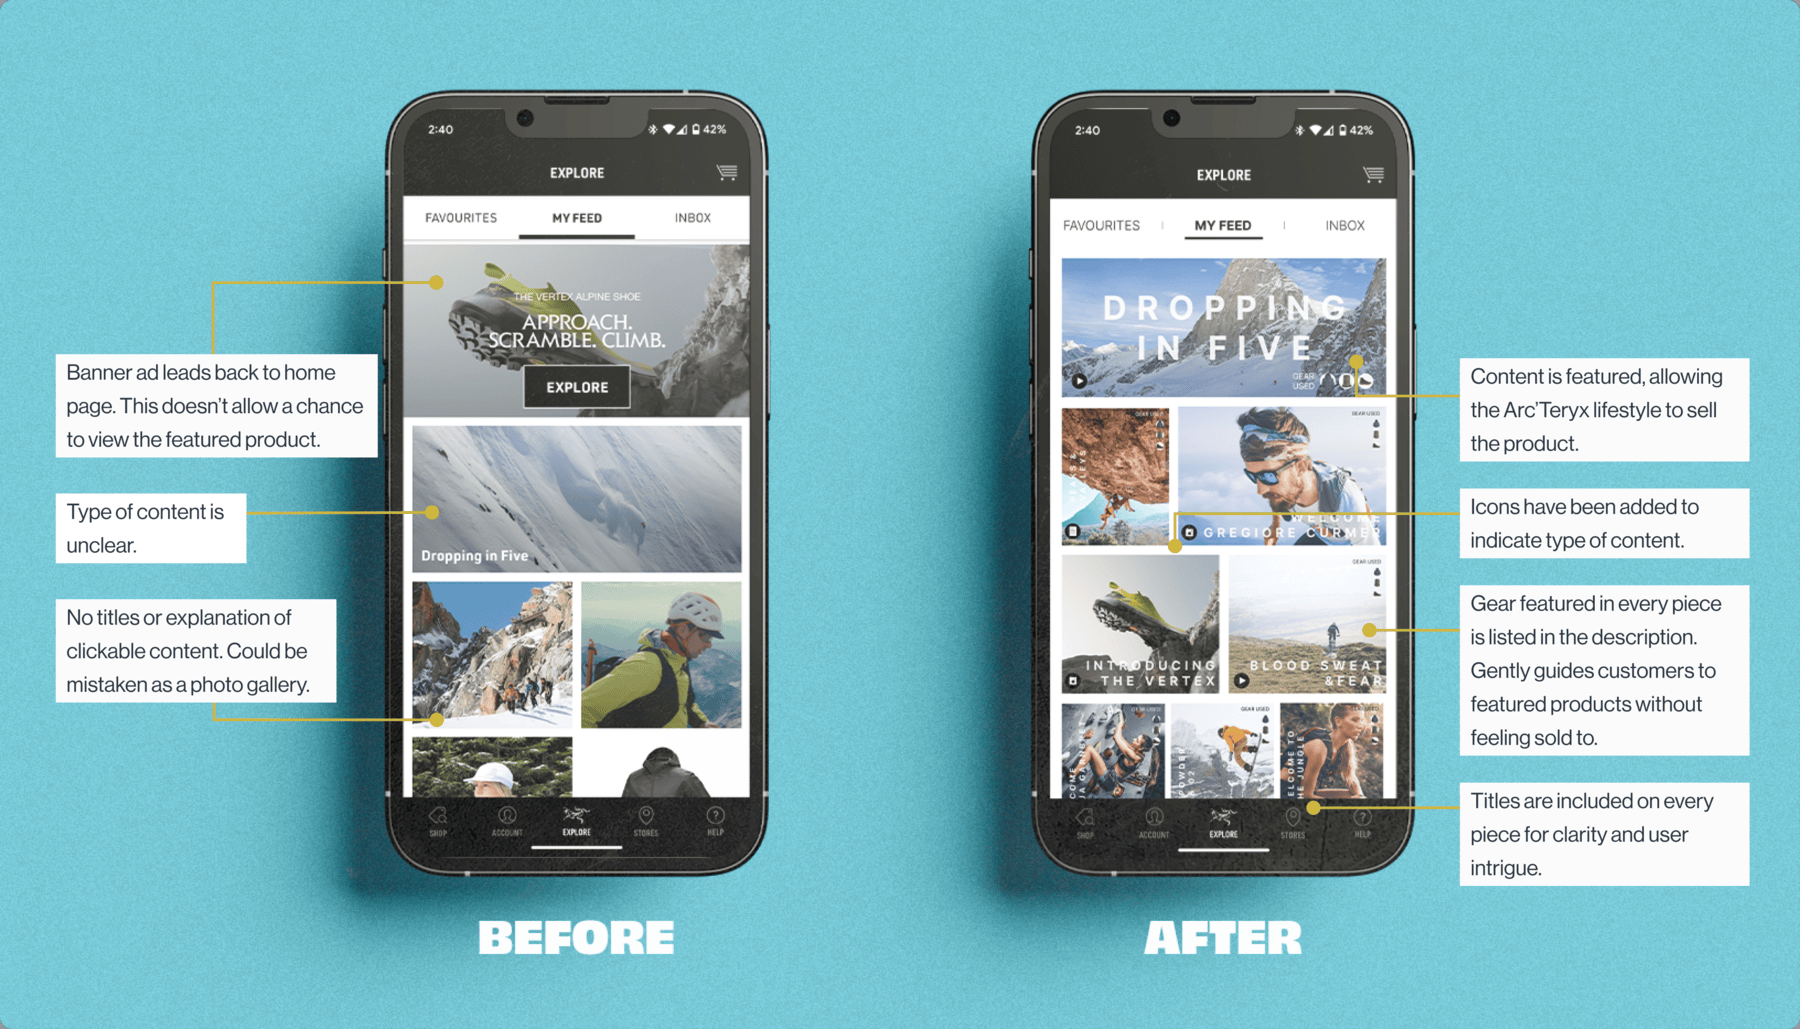 2:40
42%
EXPLORE
FAVOURITES
MY FEED
INBOX
THE VERTEX ALPINE SHOE
APPROACH.
SCRAMBLE. CLIMB.
EXPLORE
Dropping in Five
SHOP
ACCOUNT
EXPLORE
STORES
HELP
Banner ad leads back to home
page. This doesn't allow a chance
to view the featured product.
Type of content is
unclear.
No titles or explanation of
clickable content. Could be
mistaken as a photo gallery.
BEFORE
2:40
42%
EXPLORE
FAVOURITES
MY FEED
INBOX
DROPPING
IN FIVE
GEAR
USED
GEAR USED
WELCOME
GREGIORE CURMER
INTRODUCING
THE VERTEX
GEAR USED
BLOOD SWEAT
&FEAR
GEAR USED
POWDER
SHOP
ACCOUNT
EXPLORE
STORES
HELP
Content is featured, allowing
the Arc'Teryx lifestyle to sell
the product.
Icons have been added to
indicate type of content.
Gear featured in every piece
is listed in the description.
Gently guides customers to
featured products without
feeling sold to.
Titles are included on every
piece for clarity and user
intrigue.
AFTER